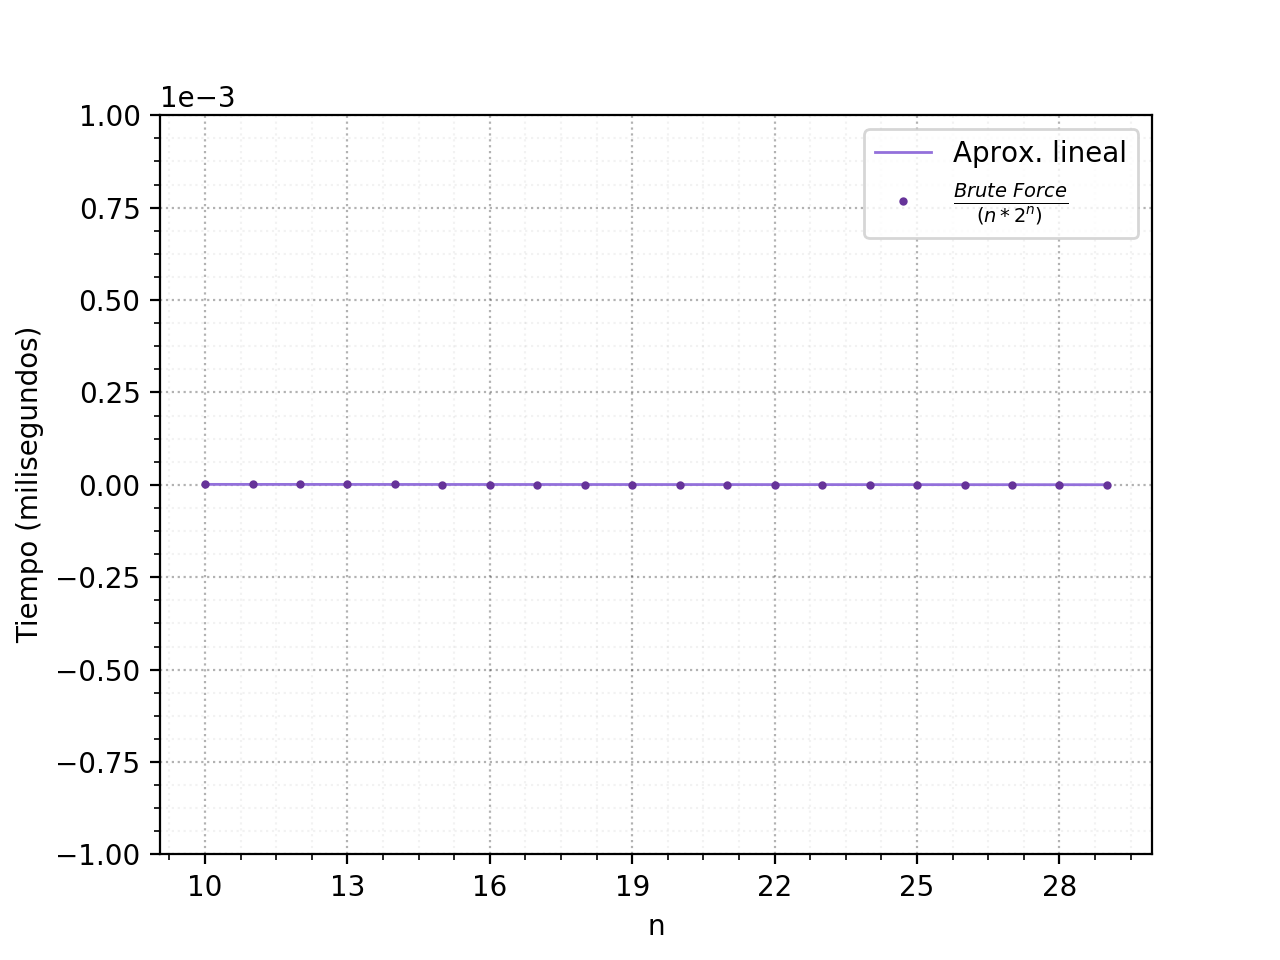 1e−3
1.00
0.75
0.50
0.25
0.00
−0.25
−0.50
−0.75
−1.00
Tiempo (milisegundos)
10 13 16 19 22 25 28
n
Aprox. lineal
Brute Force
(n * 2^n)